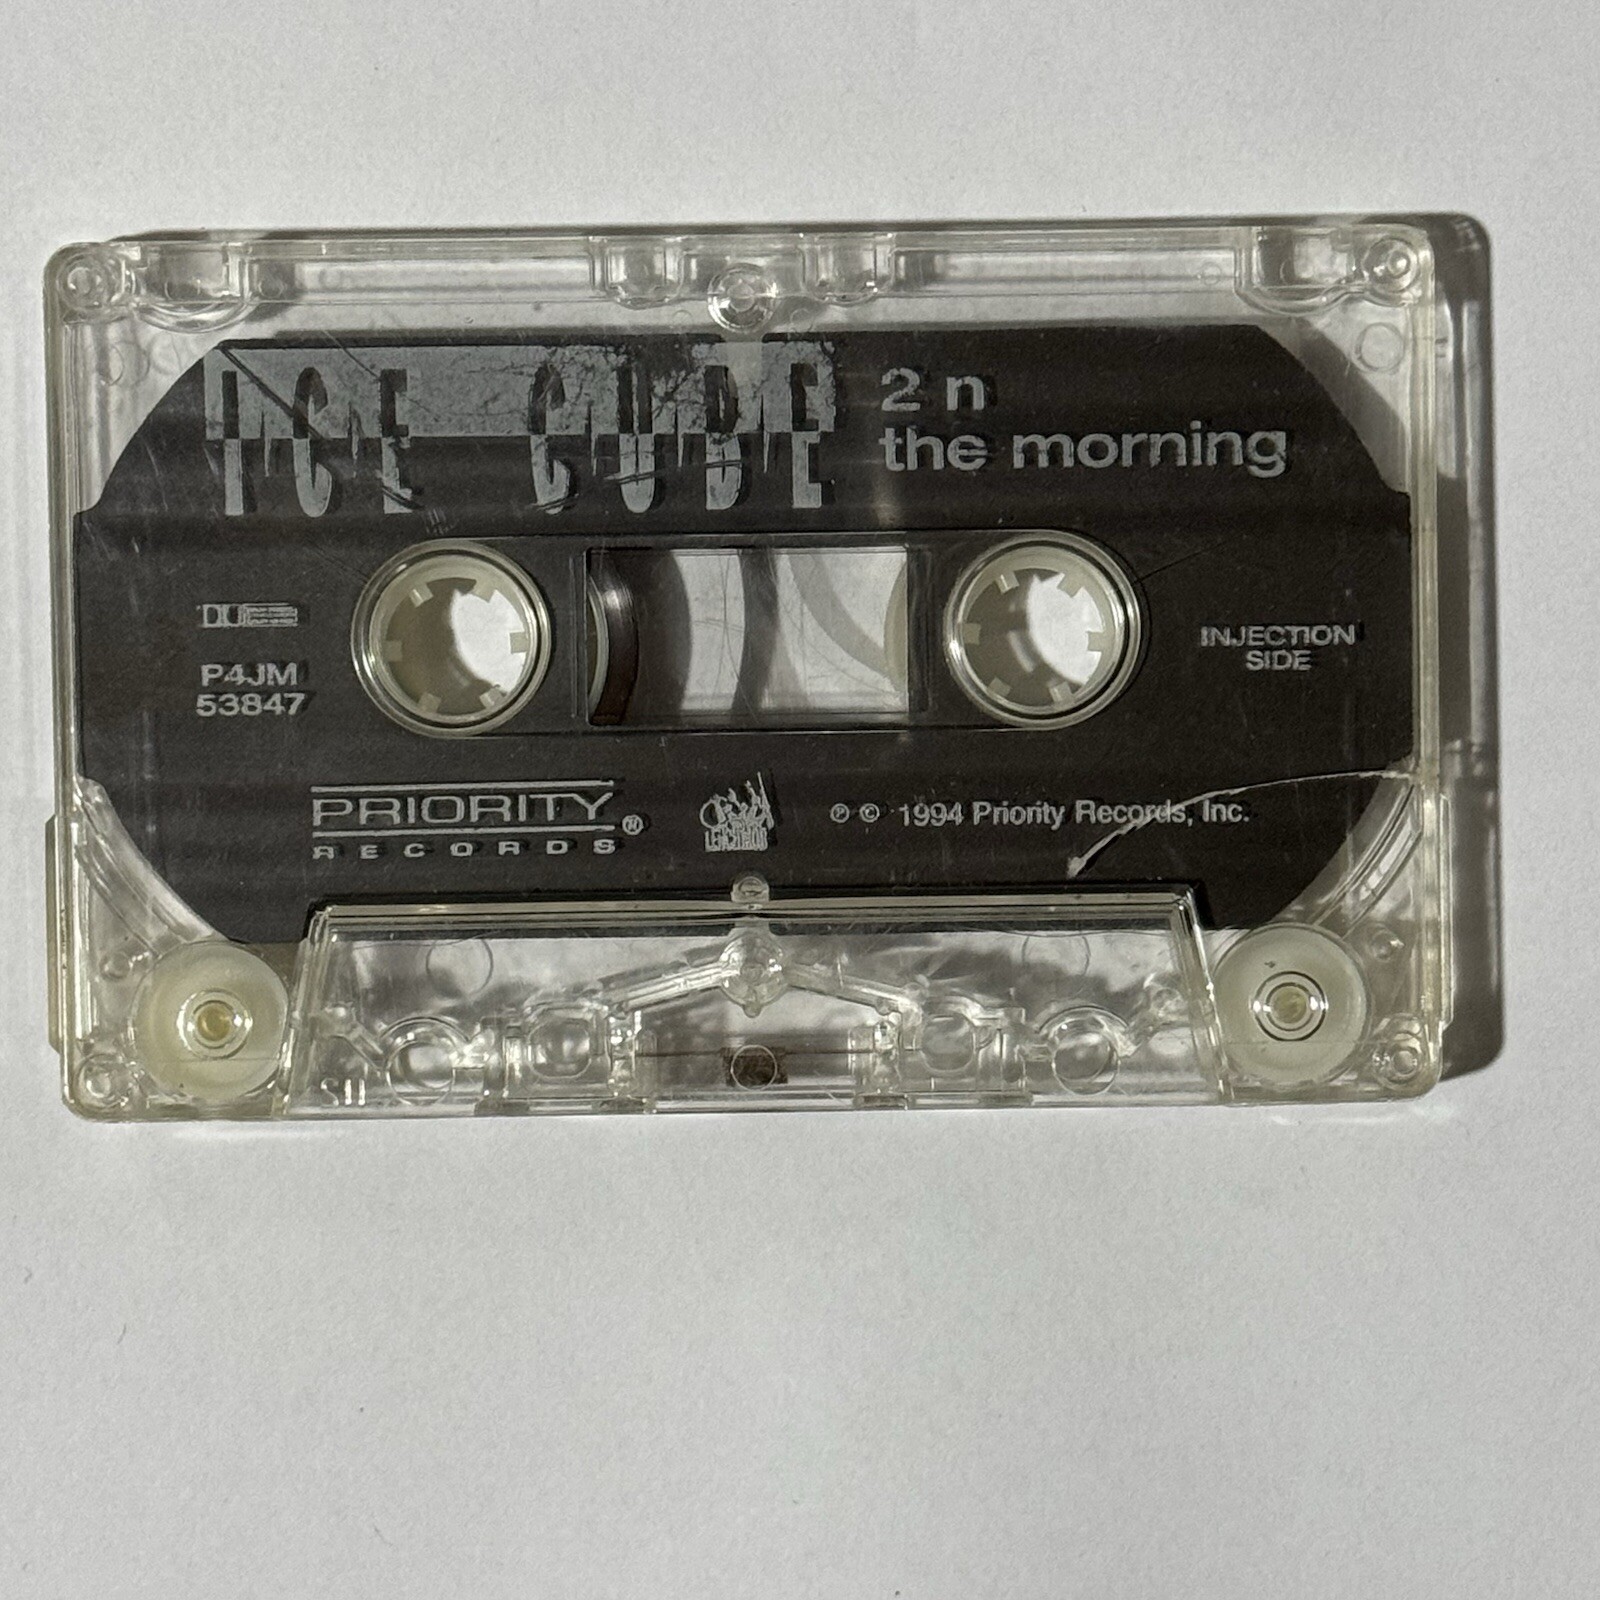 ICE CUBE
2 n
the morning
P4JM
53847
INJECTION
SIDE
PRIORITY®
RECORDS
℗ © 1994 Priority Records, Inc.